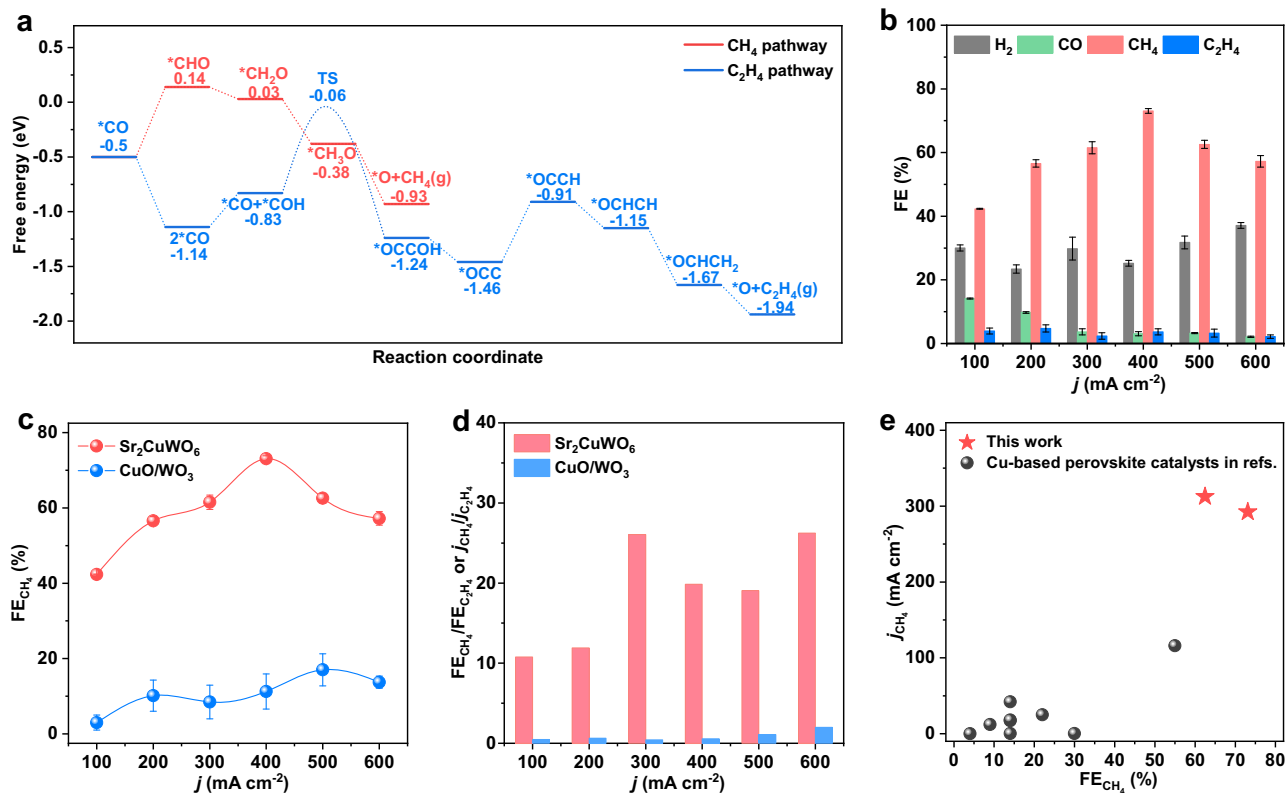 a
CH₄ pathway
C₂H₄ pathway
Free energy (eV)
0.5
0.0
-0.5
-1.0
-1.5
-2.0
*CO
-0.5
*CHO
0.14
*CH₂O
0.03
TS
-0.06
*CH₃O
-0.38
*O+CH₄(g)
-0.93
2*CO
-1.14
*CO+*COH
-0.83
*OCCOH
-1.24
*OCC
-1.46
*OCCH
-0.91
*OCHCH
-1.15
*OCHCH₂
-1.67
*O+C₂H₄(g)
-1.94
Reaction coordinate
b
H₂ CO CH₄ C₂H₄
FE (%)
100
80
60
40
20
0
100 200 300 400 500 600
j (mA cm⁻²)
c
Sr₂CuWO₆
CuO/WO₃
FE_CH₄ (%)
80
60
40
20
0
100 200 300 400 500 600
j (mA cm⁻²)
d
Sr₂CuWO₆
CuO/WO₃
FE_CH₄/FE_C₂H₄ or j_CH₄/j_C₂H₄
40
30
20
10
0
100 200 300 400 500 600
j (mA cm⁻²)
e
This work
Cu-based perovskite catalysts in refs.
j_CH₄ (mA cm⁻²)
400
300
200
100
0
0 10 20 30 40 50 60 70 80
FE_CH₄ (%)